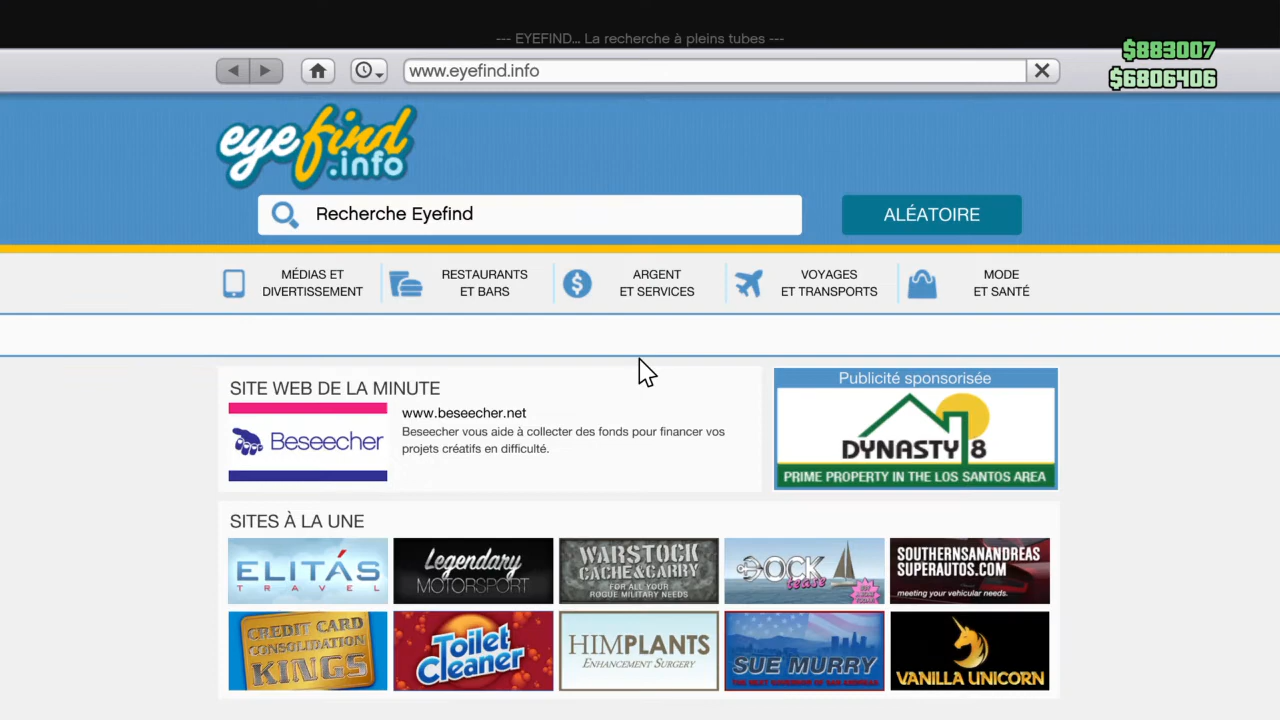 --- EYEFIND... La recherche à pleins tubes ---
$883007
www.eyefind.info
$6806406
eyefind
.info
Recherche Eyefind
ALÉATOIRE
MÉDIAS ET
DIVERTISSEMENT
RESTAURANTS
ET BARS
ARGENT
ET SERVICES
VOYAGES
ET TRANSPORTS
MODE
ET SANTÉ
SITE WEB DE LA MINUTE
Beseecher
www.beseecher.net
Beseecher vous aide à collecter des fonds pour financer vos
projets créatifs en difficulté.
Publicité sponsorisée
DYNASTY 8
PRIME PROPERTY IN THE LOS SANTOS AREA
SITES À LA UNE
ELITÁS
TRAVEL
Legendary
MOTORSPORT
WARSTOCK
CACHE & CARRY
FOR ALL YOUR
ROGUE MILITARY NEEDS
DOCK
tease
SOUTHERNSANANDREAS
SUPERAUTOS.COM
meeting your vehicular needs.
CREDIT CARD
CONSOLIDATION
KINGS
Toilet
Cleaner
HIMPLANTS
ENHANCEMENT SURGERY
SUE MURRY
THE NEXT GOVERNOR OF SAN ANDREAS
VANILLA UNICORN